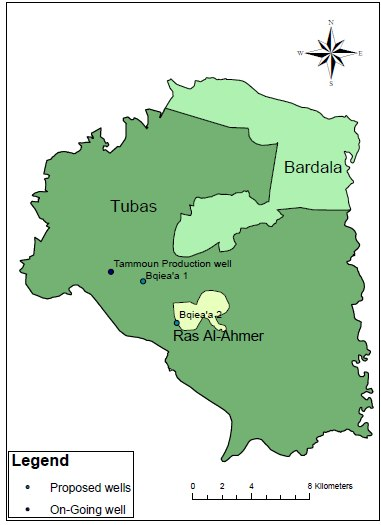 N
W E
S
Bardala
Tubas
Tammoun Production well
Bqiea'a 1
Bqiea'a 2
Ras Al-Ahmer
Legend
Proposed wells
On-Going well
0 2 4 8 Kilometers